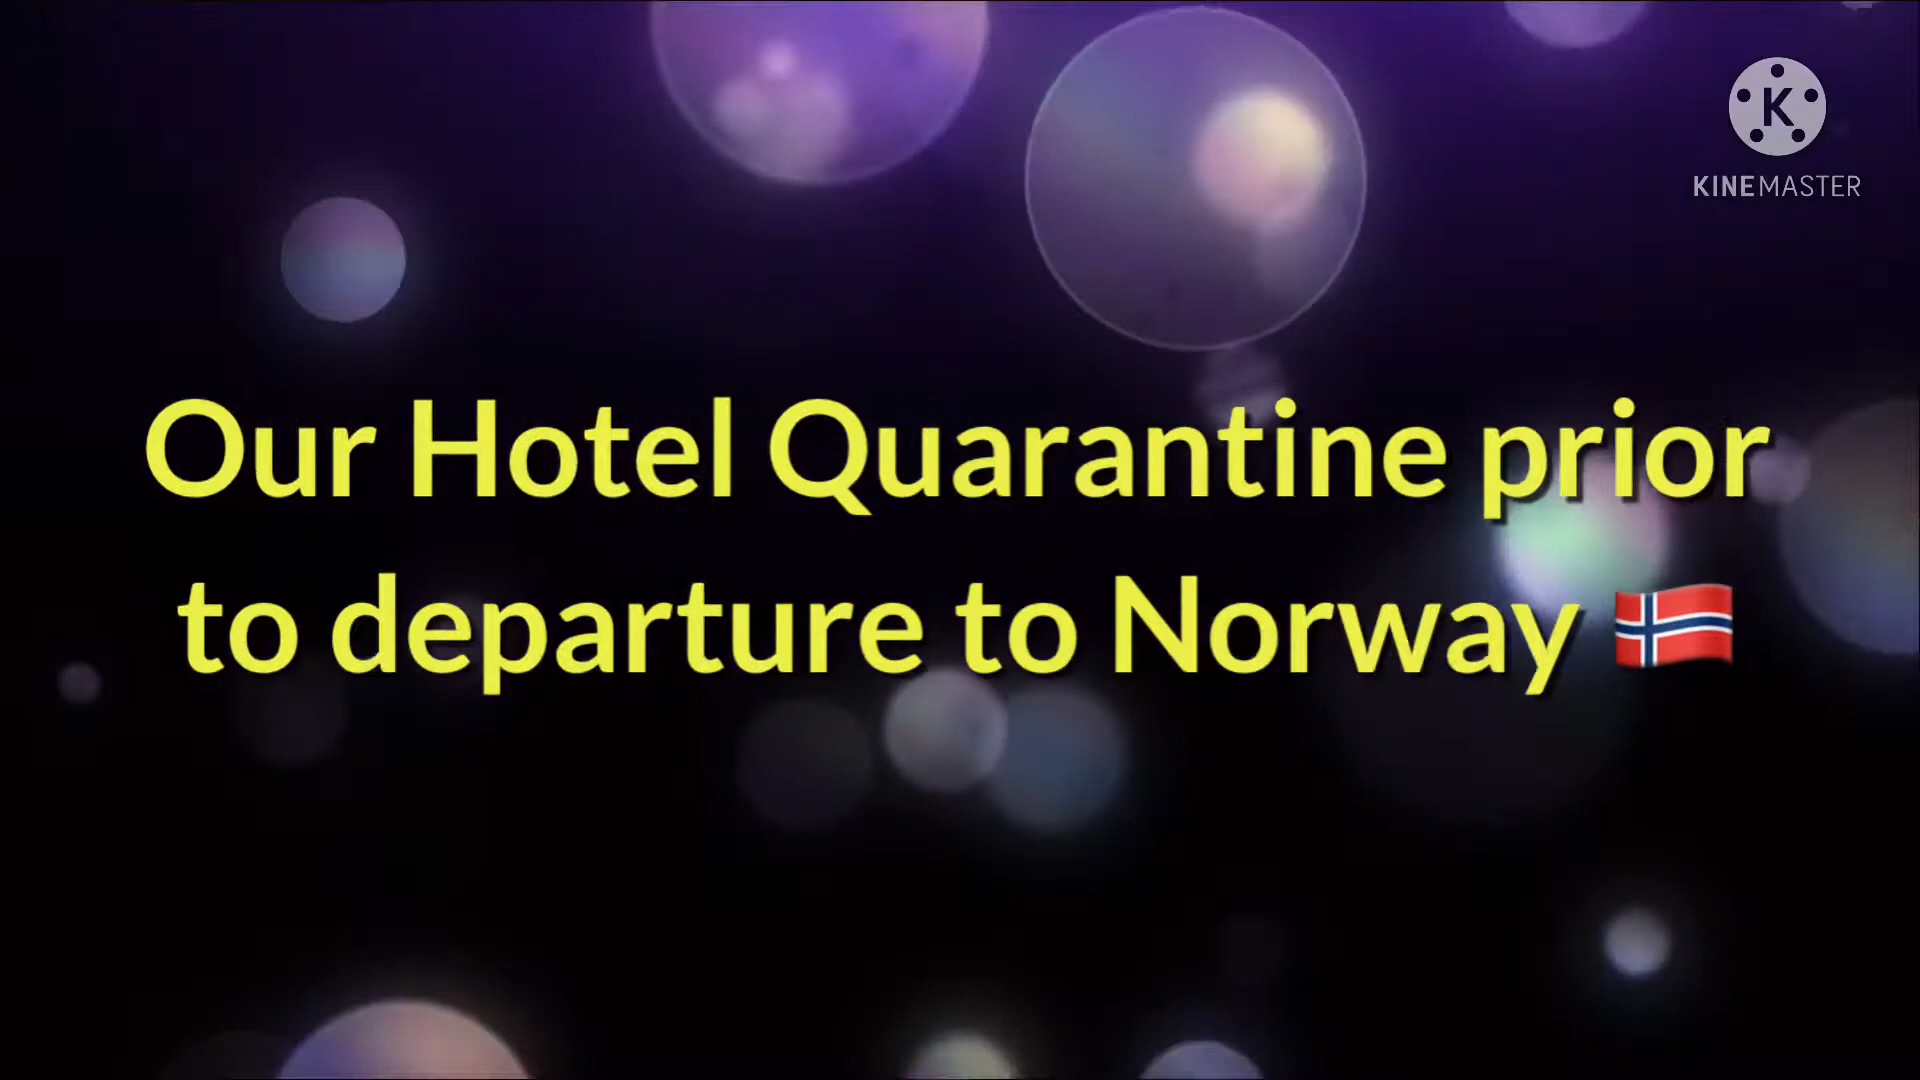 K
KINEMASTER
Our Hotel Quarantine prior
to departure to Norway 🇳🇴